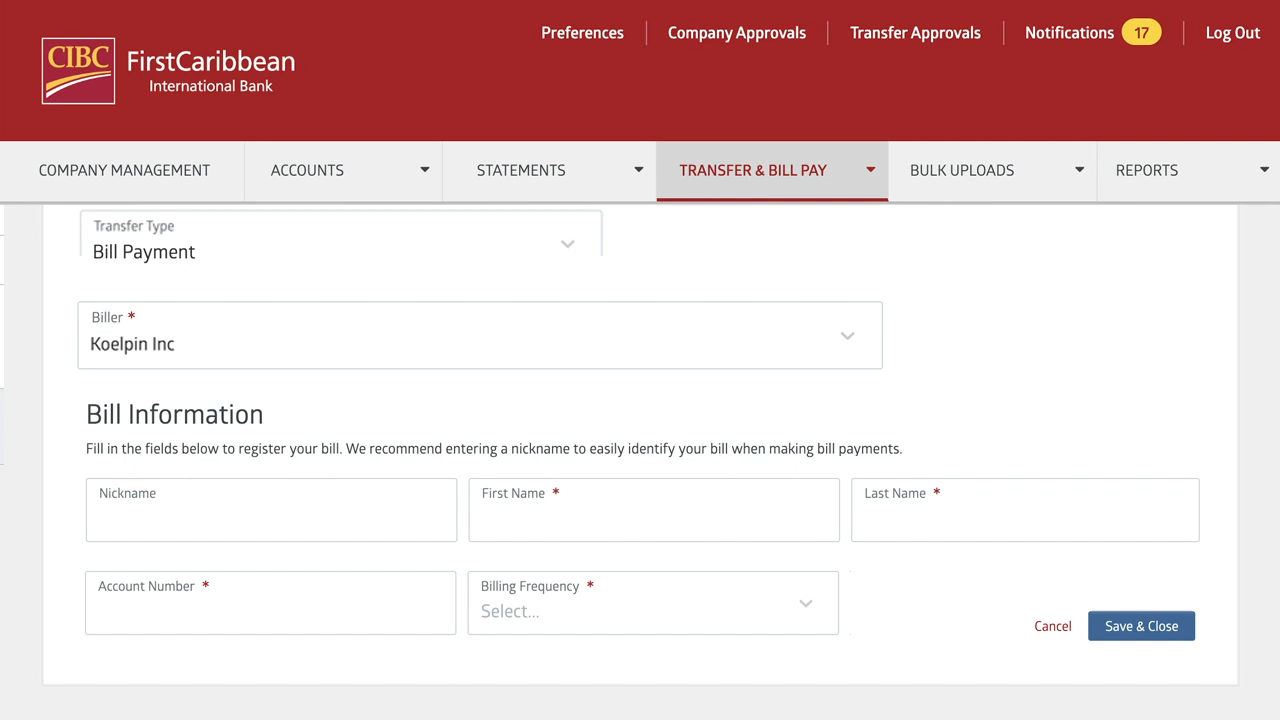 Preferences
Company Approvals
Transfer Approvals
Notifications 17
Log Out
CIBC
FirstCaribbean
International Bank
COMPANY MANAGEMENT
ACCOUNTS
STATEMENTS
TRANSFER & BILL PAY
BULK UPLOADS
REPORTS
Transfer Type
Bill Payment
Biller *
Koelpin Inc
Bill Information
Fill in the fields below to register your bill. We recommend entering a nickname to easily identify your bill when making bill payments.
Nickname
First Name *
Last Name *
Account Number *
Billing Frequency *
Select...
Cancel
Save & Close